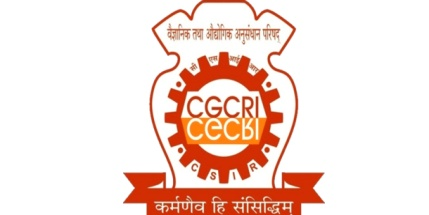 वैज्ञानिक तथा औद्योगिक अनुसंधान परिषद्
सी एस आई आर
CGCRI
CSIR
कर्मणैव हि संसिद्धिम